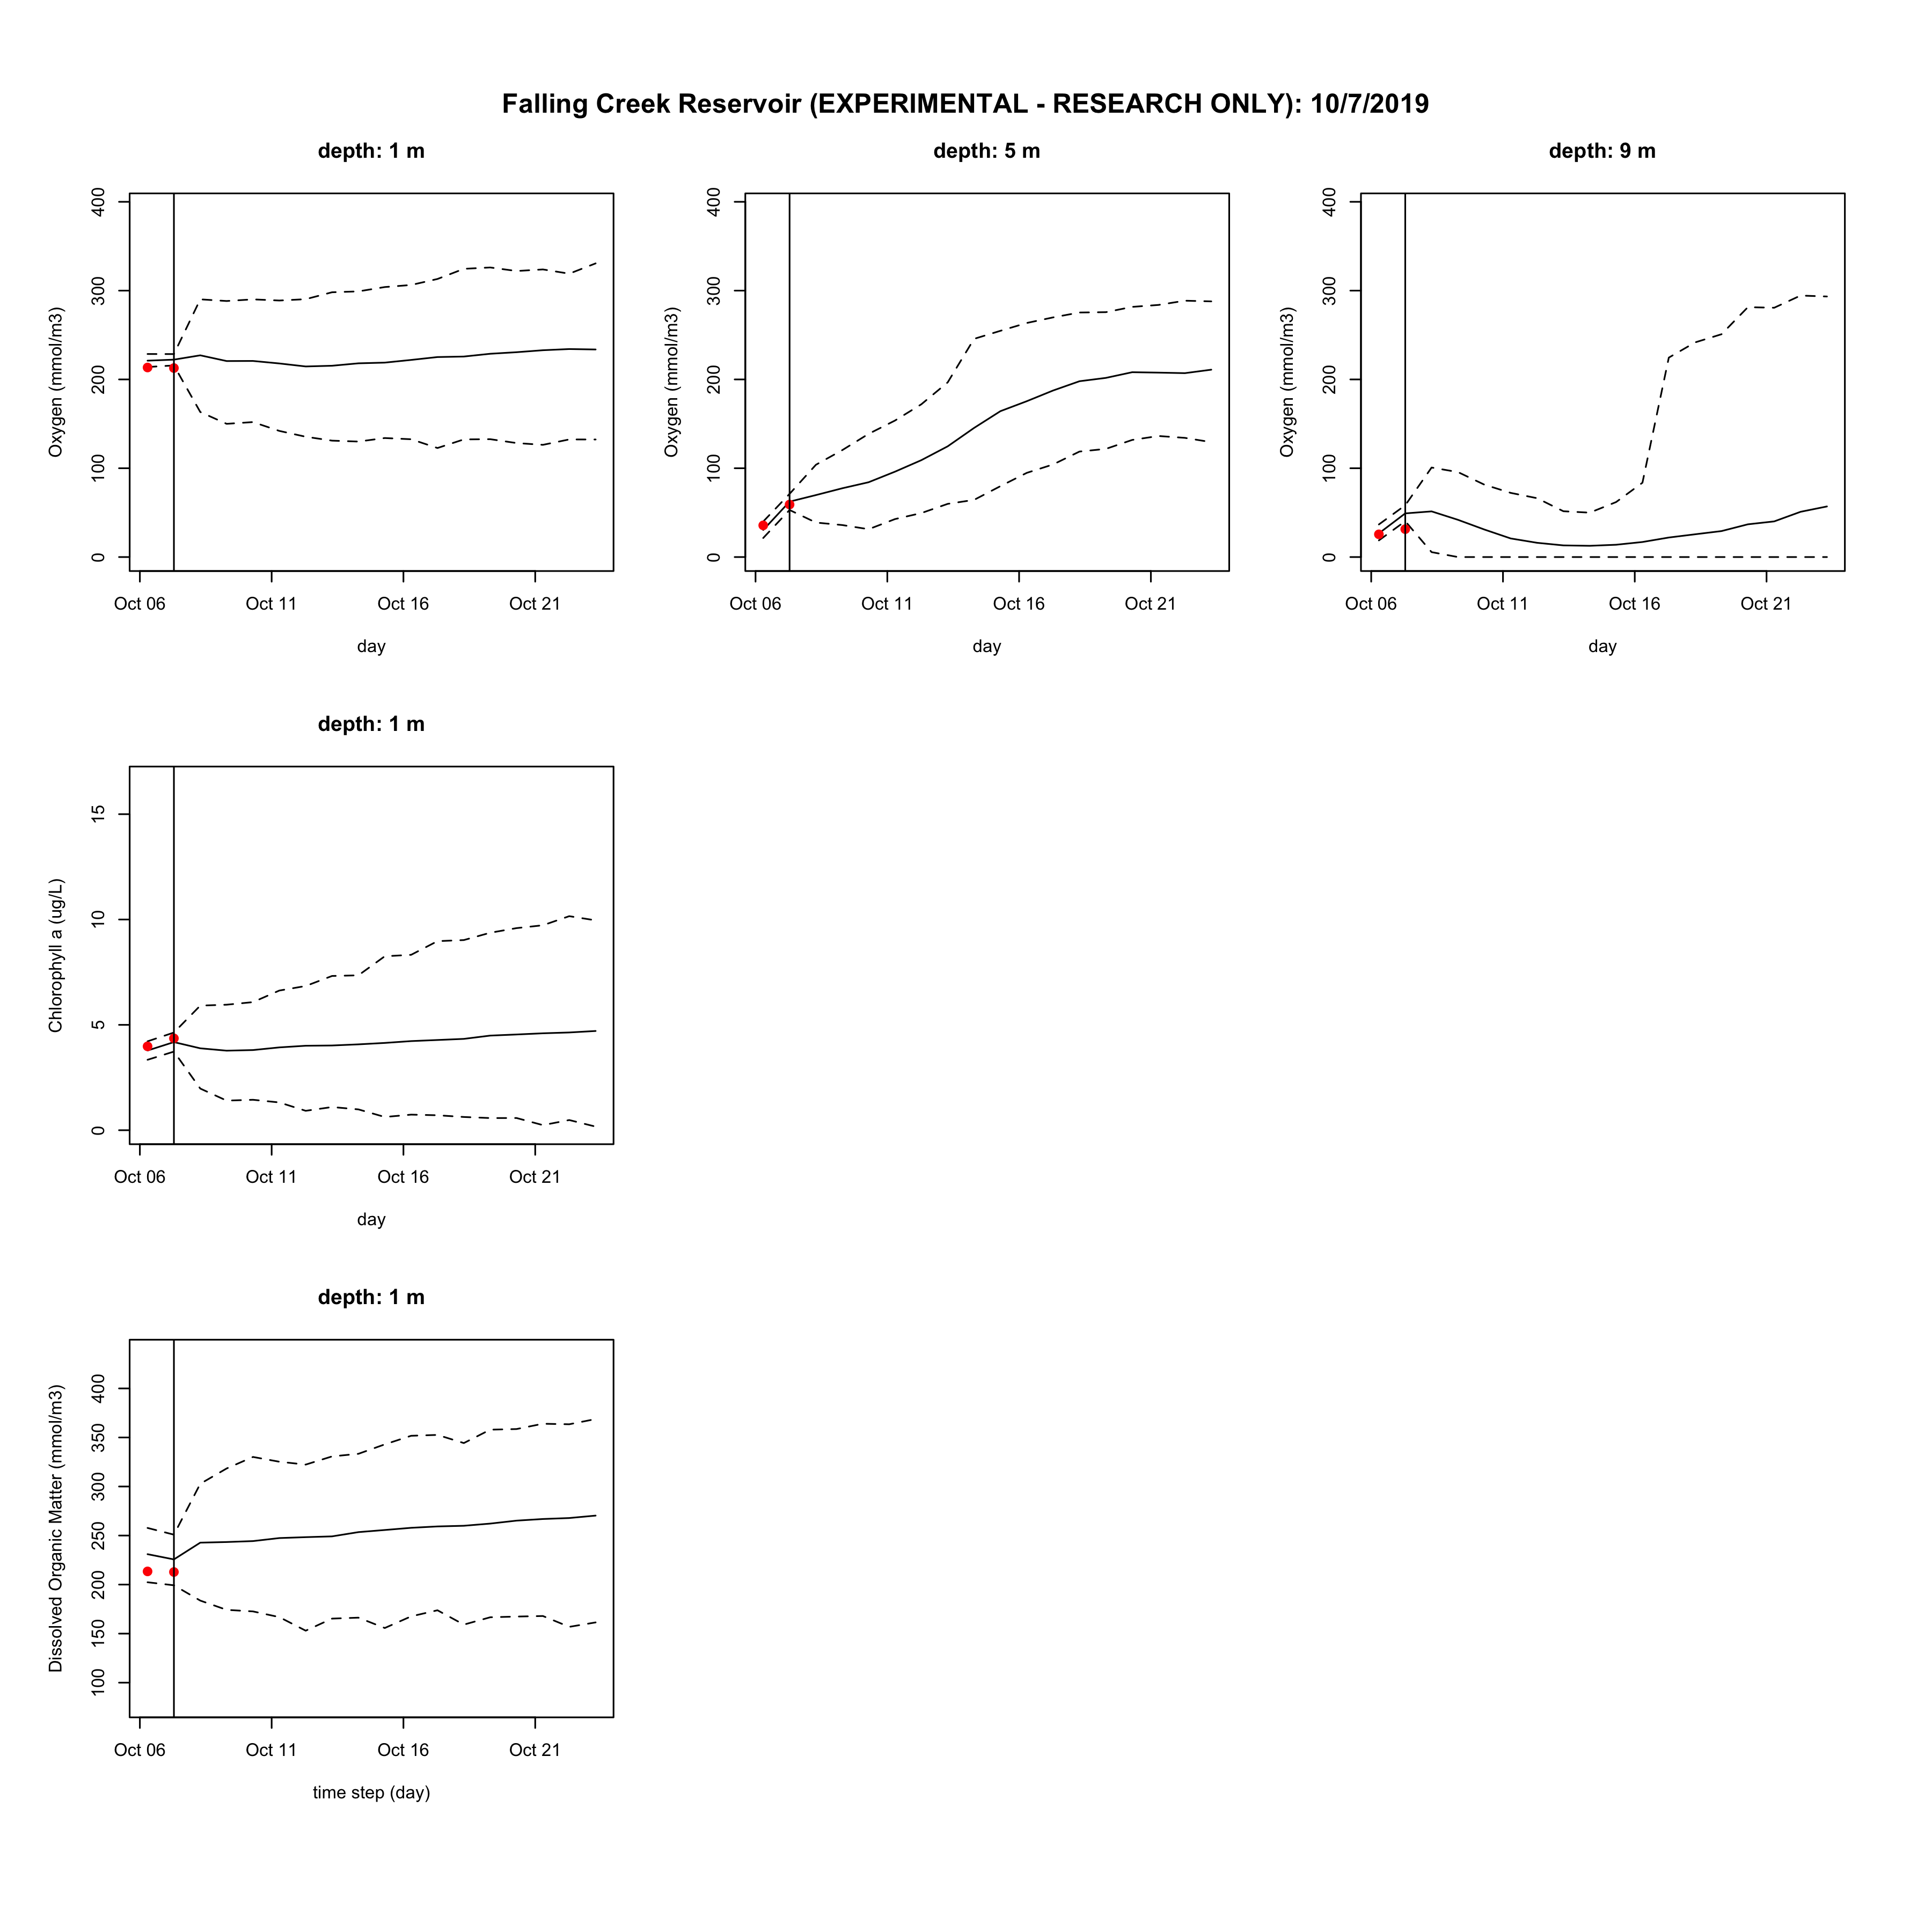 Falling Creek Reservoir (EXPERIMENTAL - RESEARCH ONLY): 10/7/2019
depth: 1 m
Oxygen (mmol/m3)
400
300
200
100
0
Oct 06 Oct 11 Oct 16 Oct 21
day
depth: 5 m
Oxygen (mmol/m3)
400
300
200
100
0
Oct 06 Oct 11 Oct 16 Oct 21
day
depth: 9 m
Oxygen (mmol/m3)
400
300
200
100
0
Oct 06 Oct 11 Oct 16 Oct 21
day
depth: 1 m
Chlorophyll a (ug/L)
15
10
5
0
Oct 06 Oct 11 Oct 16 Oct 21
day
depth: 1 m
Dissolved Organic Matter (mmol/m3)
400
350
300
250
200
150
100
Oct 06 Oct 11 Oct 16 Oct 21
time step (day)